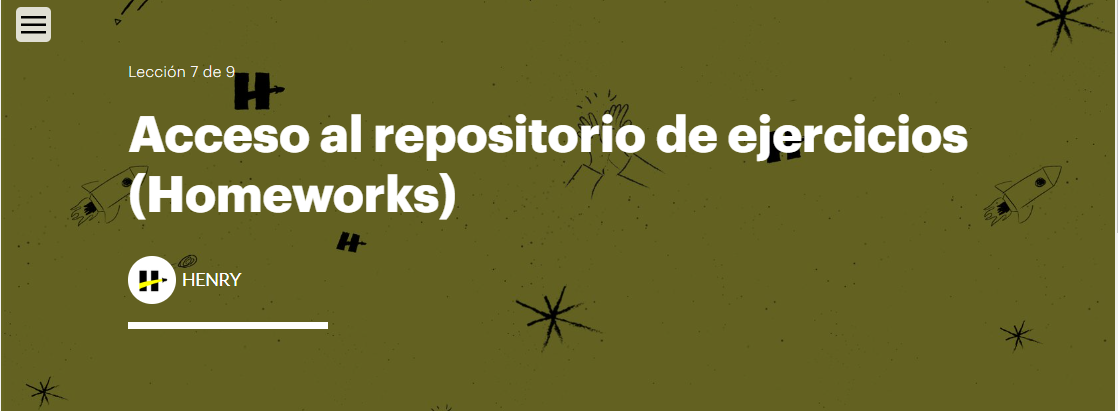 Lección 7 de 9
Acceso al repositorio de ejercicios
(Homeworks)
HENRY